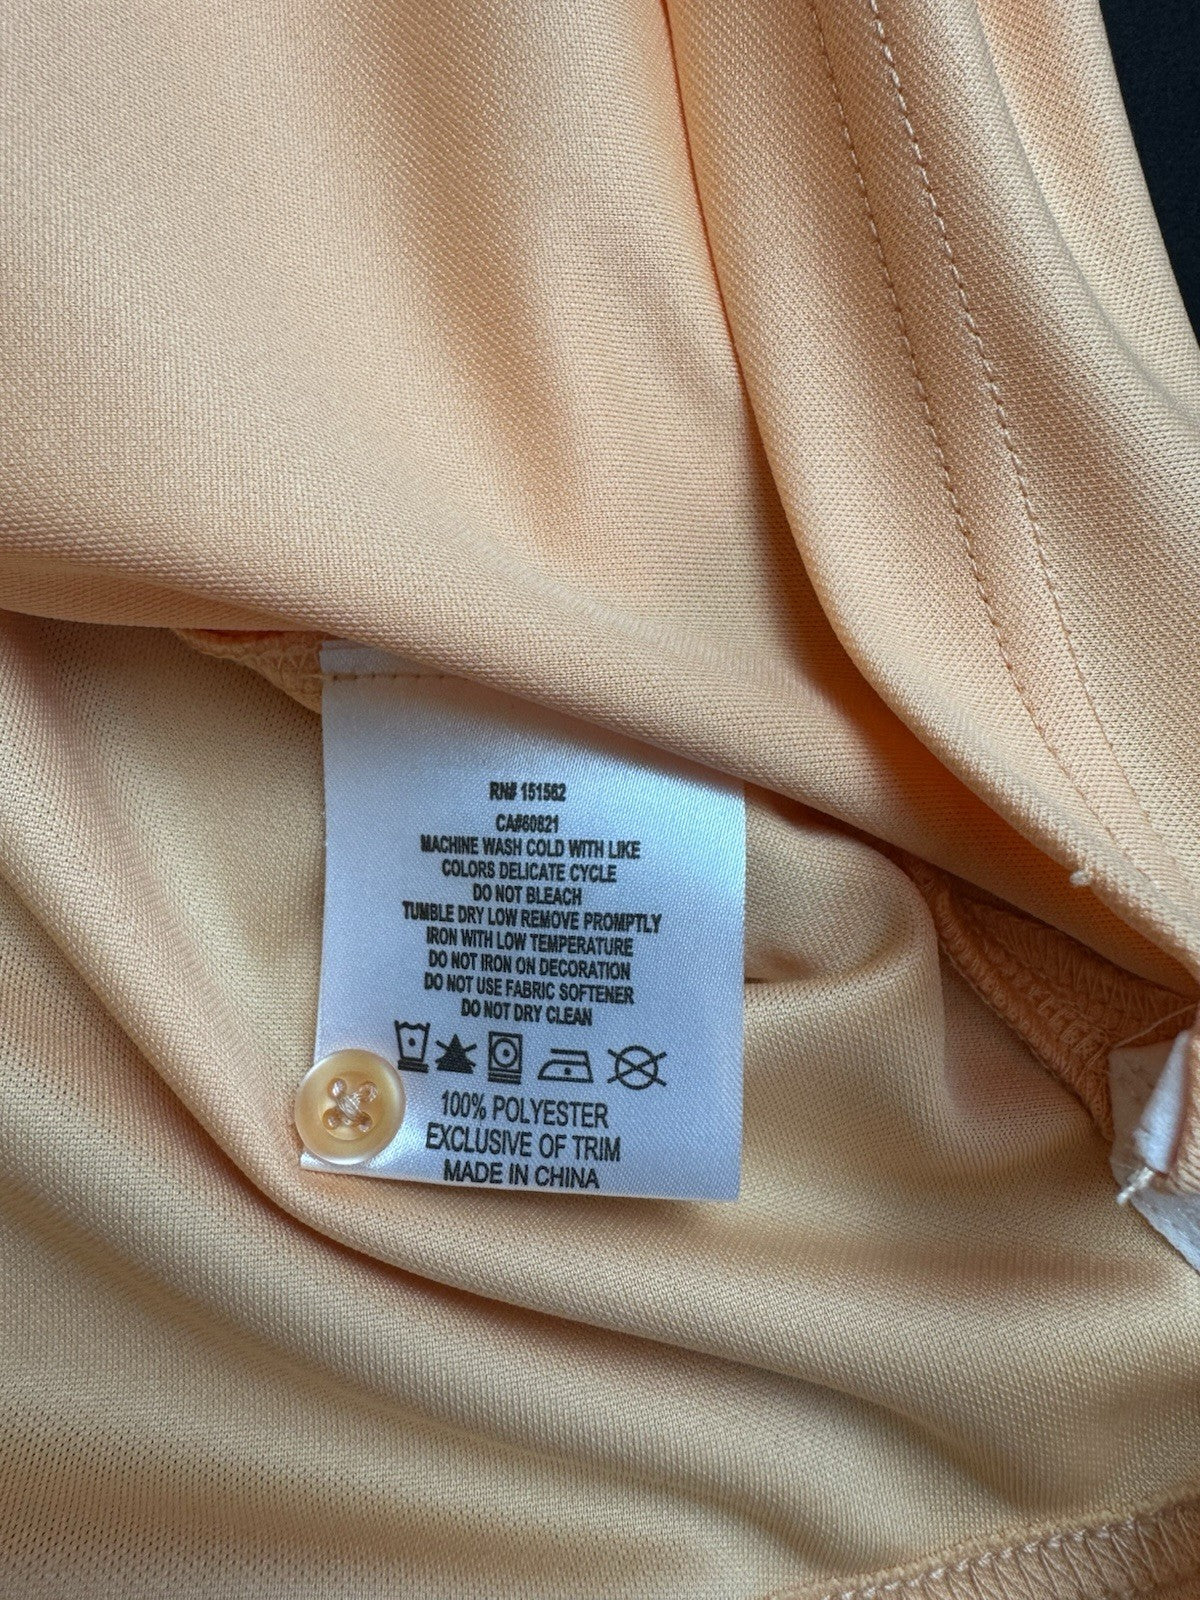 RN# 151562
CA#60821
MACHINE WASH COLD WITH LIKE
COLORS DELICATE CYCLE
DO NOT BLEACH
TUMBLE DRY LOW REMOVE PROMPTLY
IRON WITH LOW TEMPERATURE
DO NOT IRON ON DECORATION
DO NOT USE FABRIC SOFTENER
DO NOT DRY CLEAN
100% POLYESTER
EXCLUSIVE OF TRIM
MADE IN CHINA